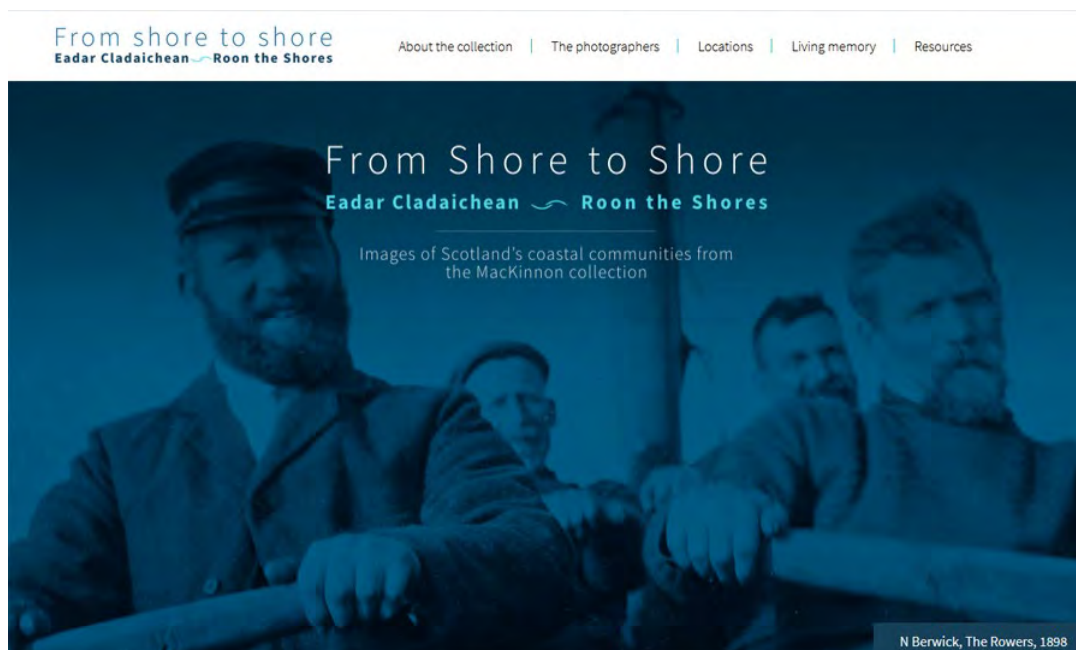 From shore to shore
Eadar Cladaichean Roon the Shores
About the collection | The photographers | Locations | Living memory | Resources
From Shore to Shore
Eadar Cladaichean Roon the Shores
Images of Scotland's coastal communities from
the MacKinnon collection
N Berwick, The Rowers, 1898